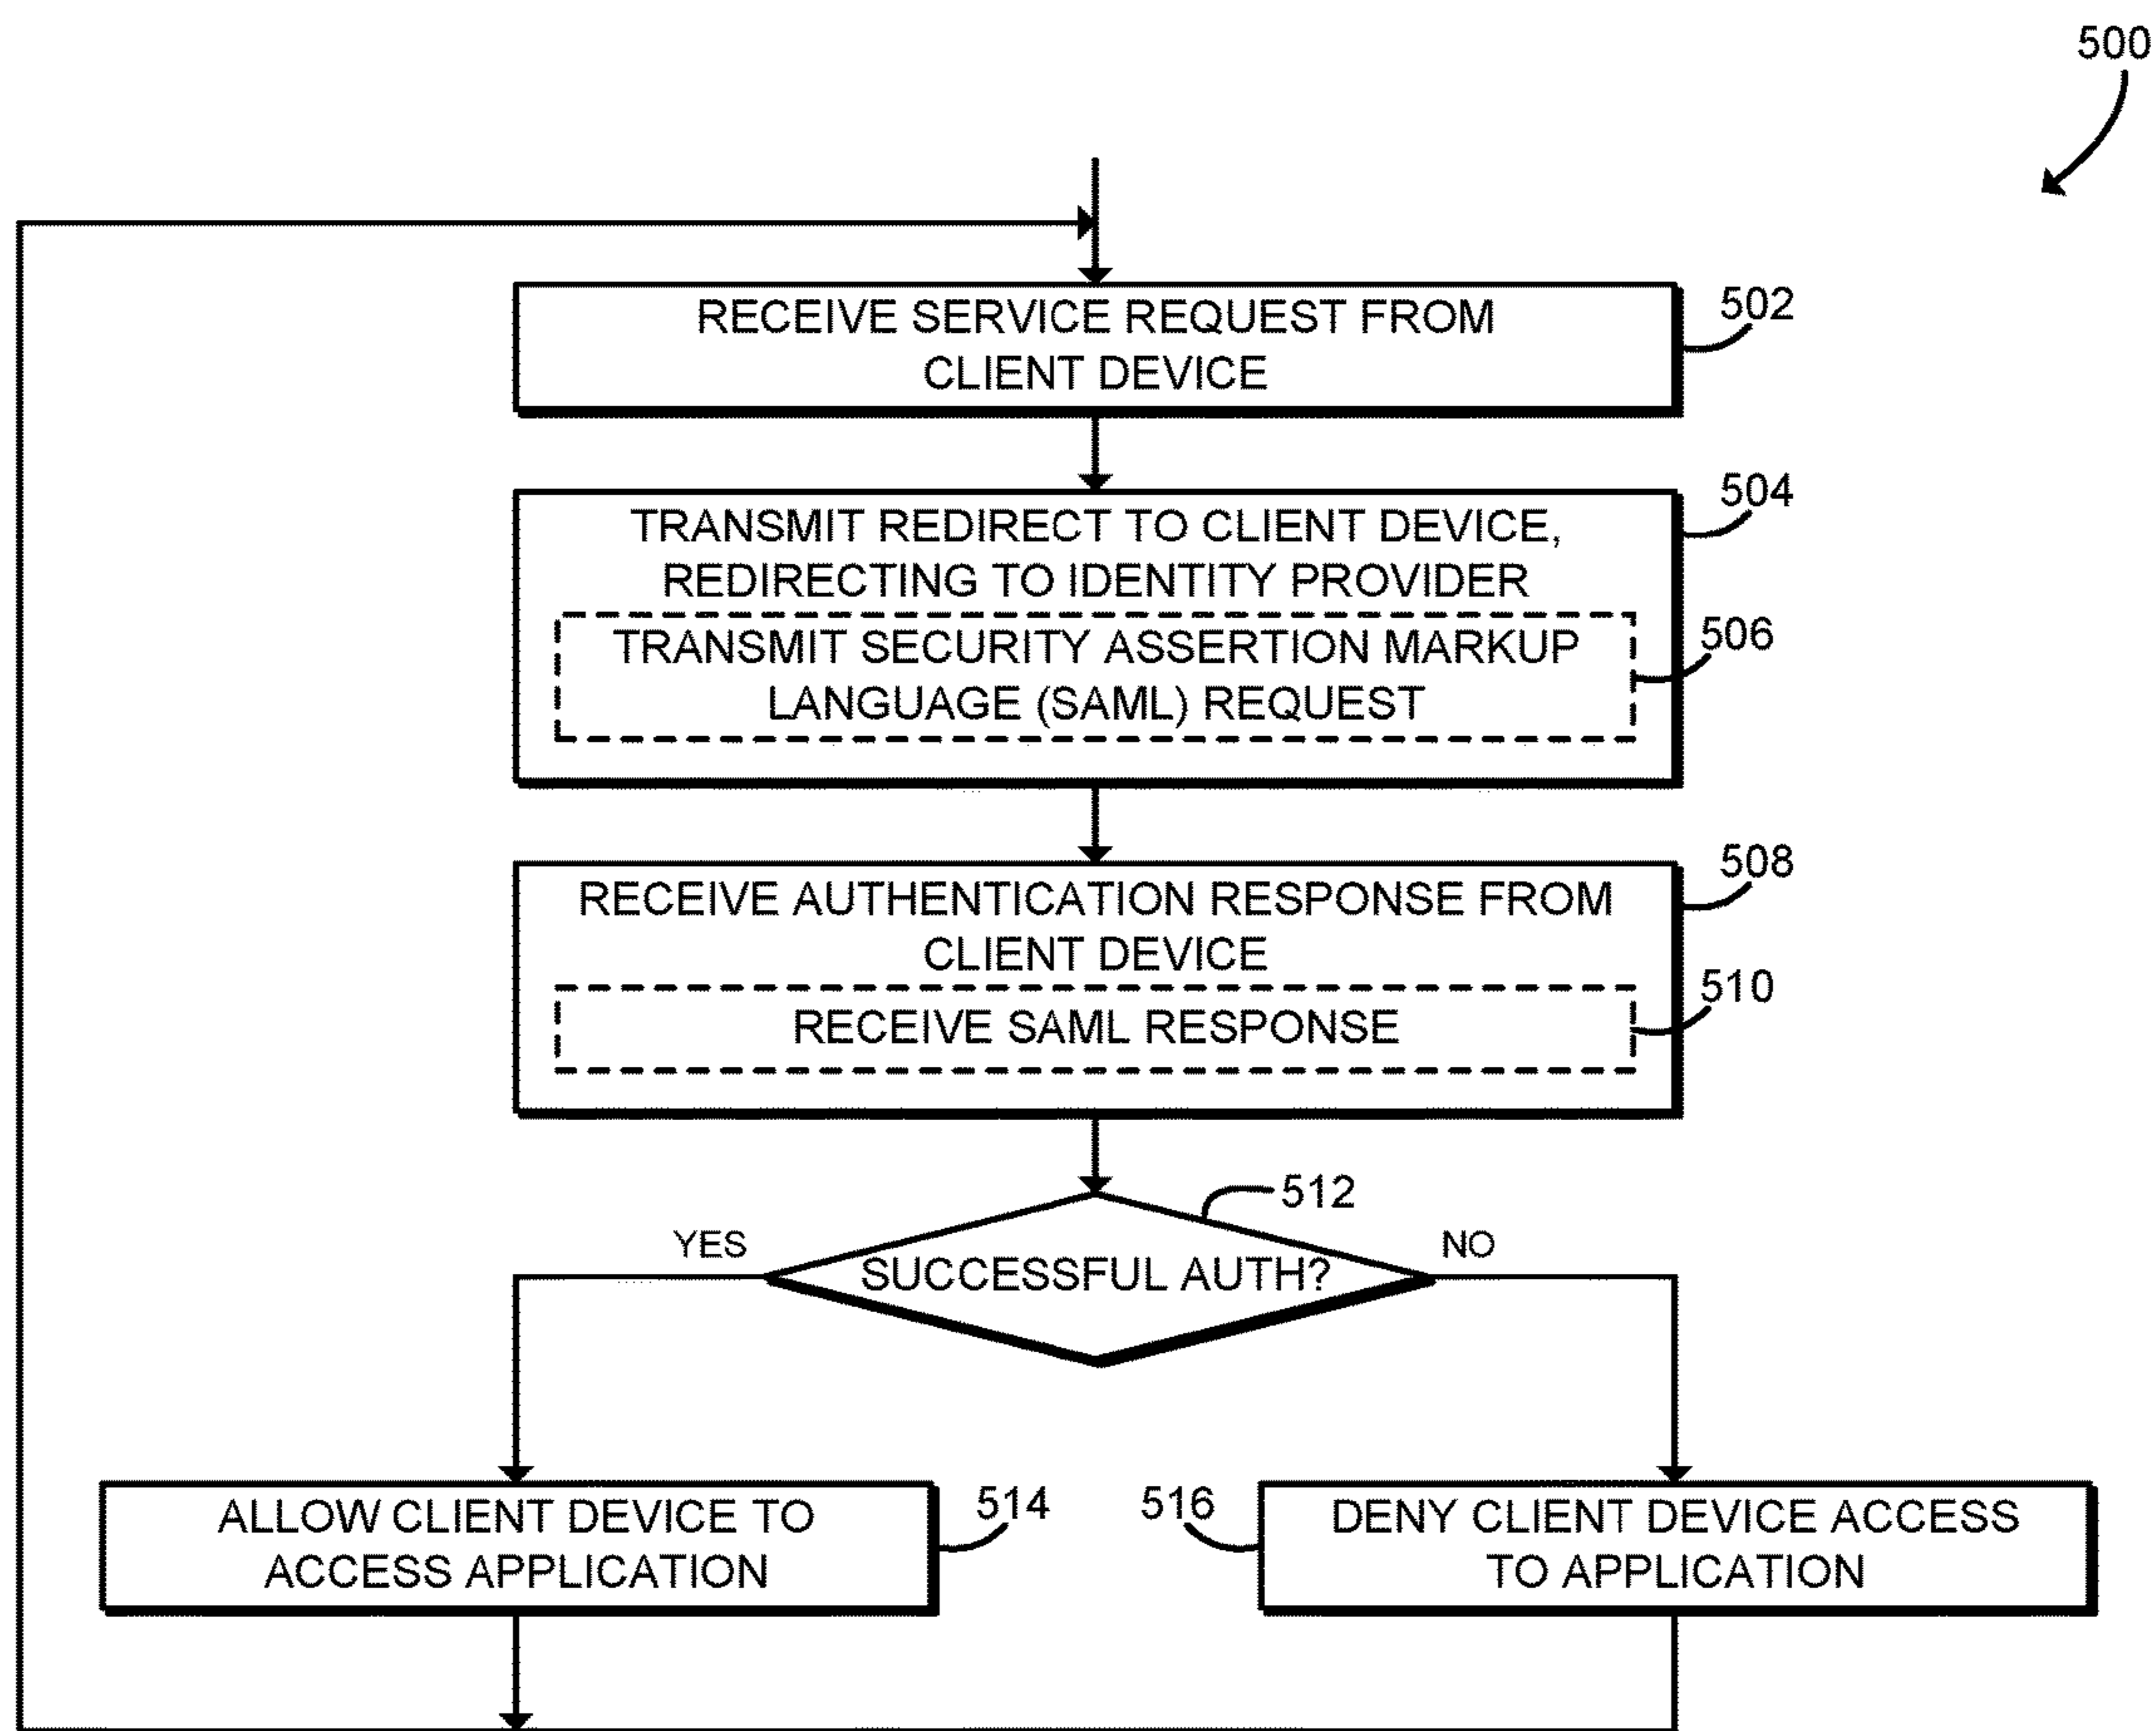 500
RECEIVE SERVICE REQUEST FROM
CLIENT DEVICE
502
TRANSMIT REDIRECT TO CLIENT DEVICE,
REDIRECTING TO IDENTITY PROVIDER
504
TRANSMIT SECURITY ASSERTION MARKUP
LANGUAGE (SAML) REQUEST
506
RECEIVE AUTHENTICATION RESPONSE FROM
CLIENT DEVICE
508
RECEIVE SAML RESPONSE
510
512
YES
SUCCESSFUL AUTH?
NO
ALLOW CLIENT DEVICE TO
ACCESS APPLICATION
514
516
DENY CLIENT DEVICE ACCESS
TO APPLICATION